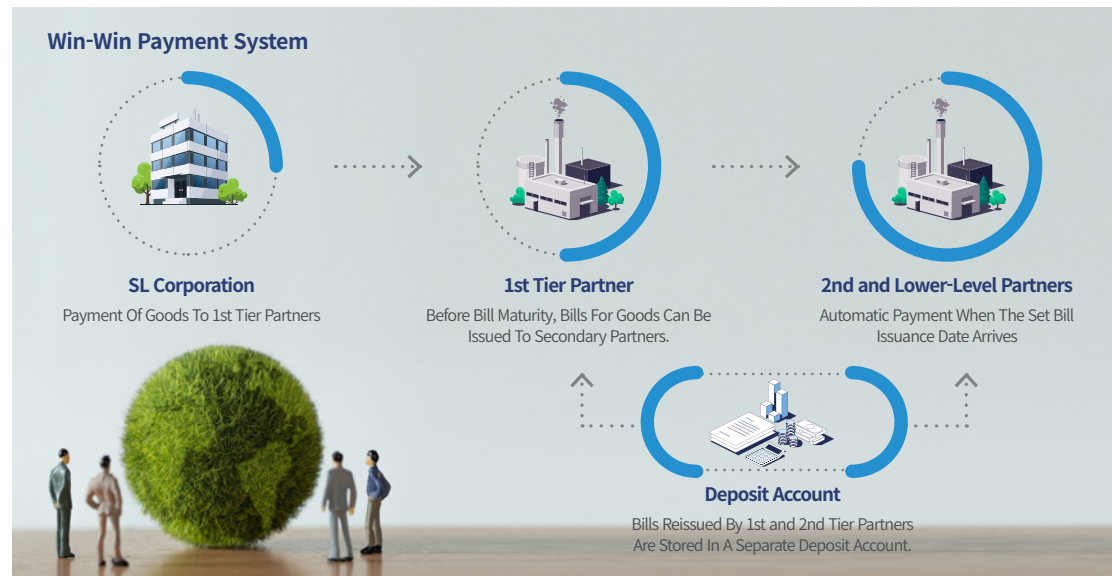 Win-Win Payment System
SL Corporation
Payment Of Goods To 1st Tier Partners
1st Tier Partner
Before Bill Maturity, Bills For Goods Can Be
Issued To Secondary Partners.
2nd and Lower-Level Partners
Automatic Payment When The Set Bill
Issuance Date Arrives
Deposit Account
Bills Reissued By 1st and 2nd Tier Partners
Are Stored In A Separate Deposit Account.